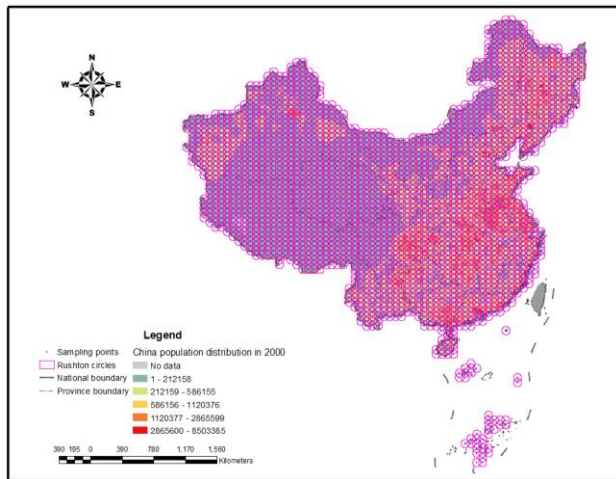 N
W E
S
Legend
Sampling points
Rushton circles
National boundary
Province boundary
China population distribution in 2000
No data
1 - 212158
212159 - 586155
586156 - 1120376
1120377 - 2865599
2865600 - 8503385
390 195 0 390 780 1,170 1,560
Kilometers